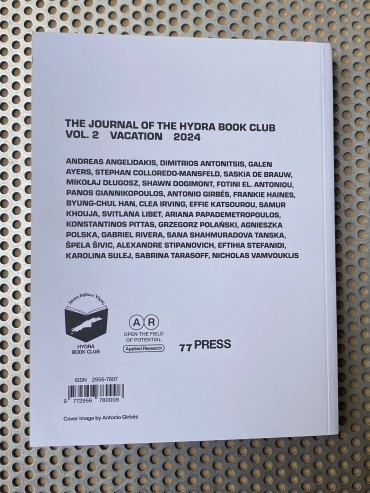 THE JOURNAL OF THE HYDRA BOOK CLUB
VOL. 2 VACATION 2024
ANDREAS ANGELIDAKIS, DIMITRIOS ANTONITSIS, GALEN
AYERS, STEPHAN COLLOREDO-MANSFELD, SASKIA DE BRAUW,
MIKOŁAJ DŁUGOSZ, SHAWN DOGIMONT, FOTINI EL. ANTONIOU,
PANOS GIANNIKOPOULOS, ANTONIO GIRBÉS, FRANKIE HAINES,
BYUNG-CHUL HAN, CLEA IRVING, EFFIE KATSOUROU, SAMUR
KHOUJA, SVITLANA LIBET, ARIANA PAPADEMETROPOULOS,
KONSTANTINOS PITTAS, GRZEGORZ POLAŃSKI, AGNIESZKA
POLSKA, GABRIEL RIVERA, SANA SHAHMURADOVA TANSKA,
ŠPELA ŠIVIC, ALEXANDRE STIPANOVICH, EFTIHIA STEFANIDI,
KAROLINA SULEJ, SABRINA TARASOFF, NICHOLAS VAMVOUKLIS
HYDRA
BOOK CLUB
A R
OPEN THE FIELD
OF POTENTIAL
Applied Research
77 PRESS
ISSN 2956-7807
9 772956 780008
Cover image by Antonio Girbés